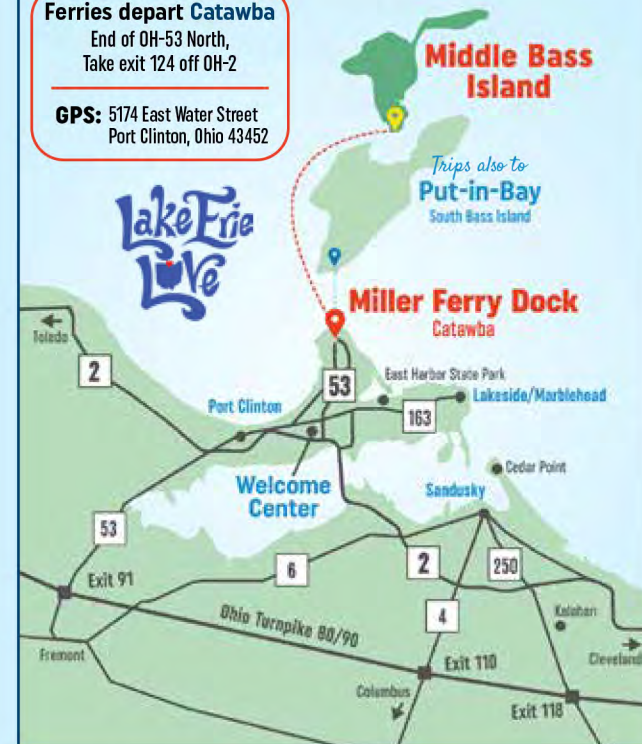 Ferries depart Catawba
End of OH-53 North,
Take exit 124 off OH-2
GPS: 5174 East Water Street
Port Clinton, Ohio 43452
Middle Bass
Island
Trips also to
Put-in-Bay
South Bass Island
Lake Erie
Love
Miller Ferry Dock
Catawba
Toledo
2
53
East Harbor State Park
Lakeside/Marblehead
163
Port Clinton
Welcome
Center
Cedar Point
Sandusky
53
6
2
250
Exit 91
4
Ohio Turnpike 80/90
Kalahari
Fremont
Cleveland
Exit 110
Columbus
Exit 118